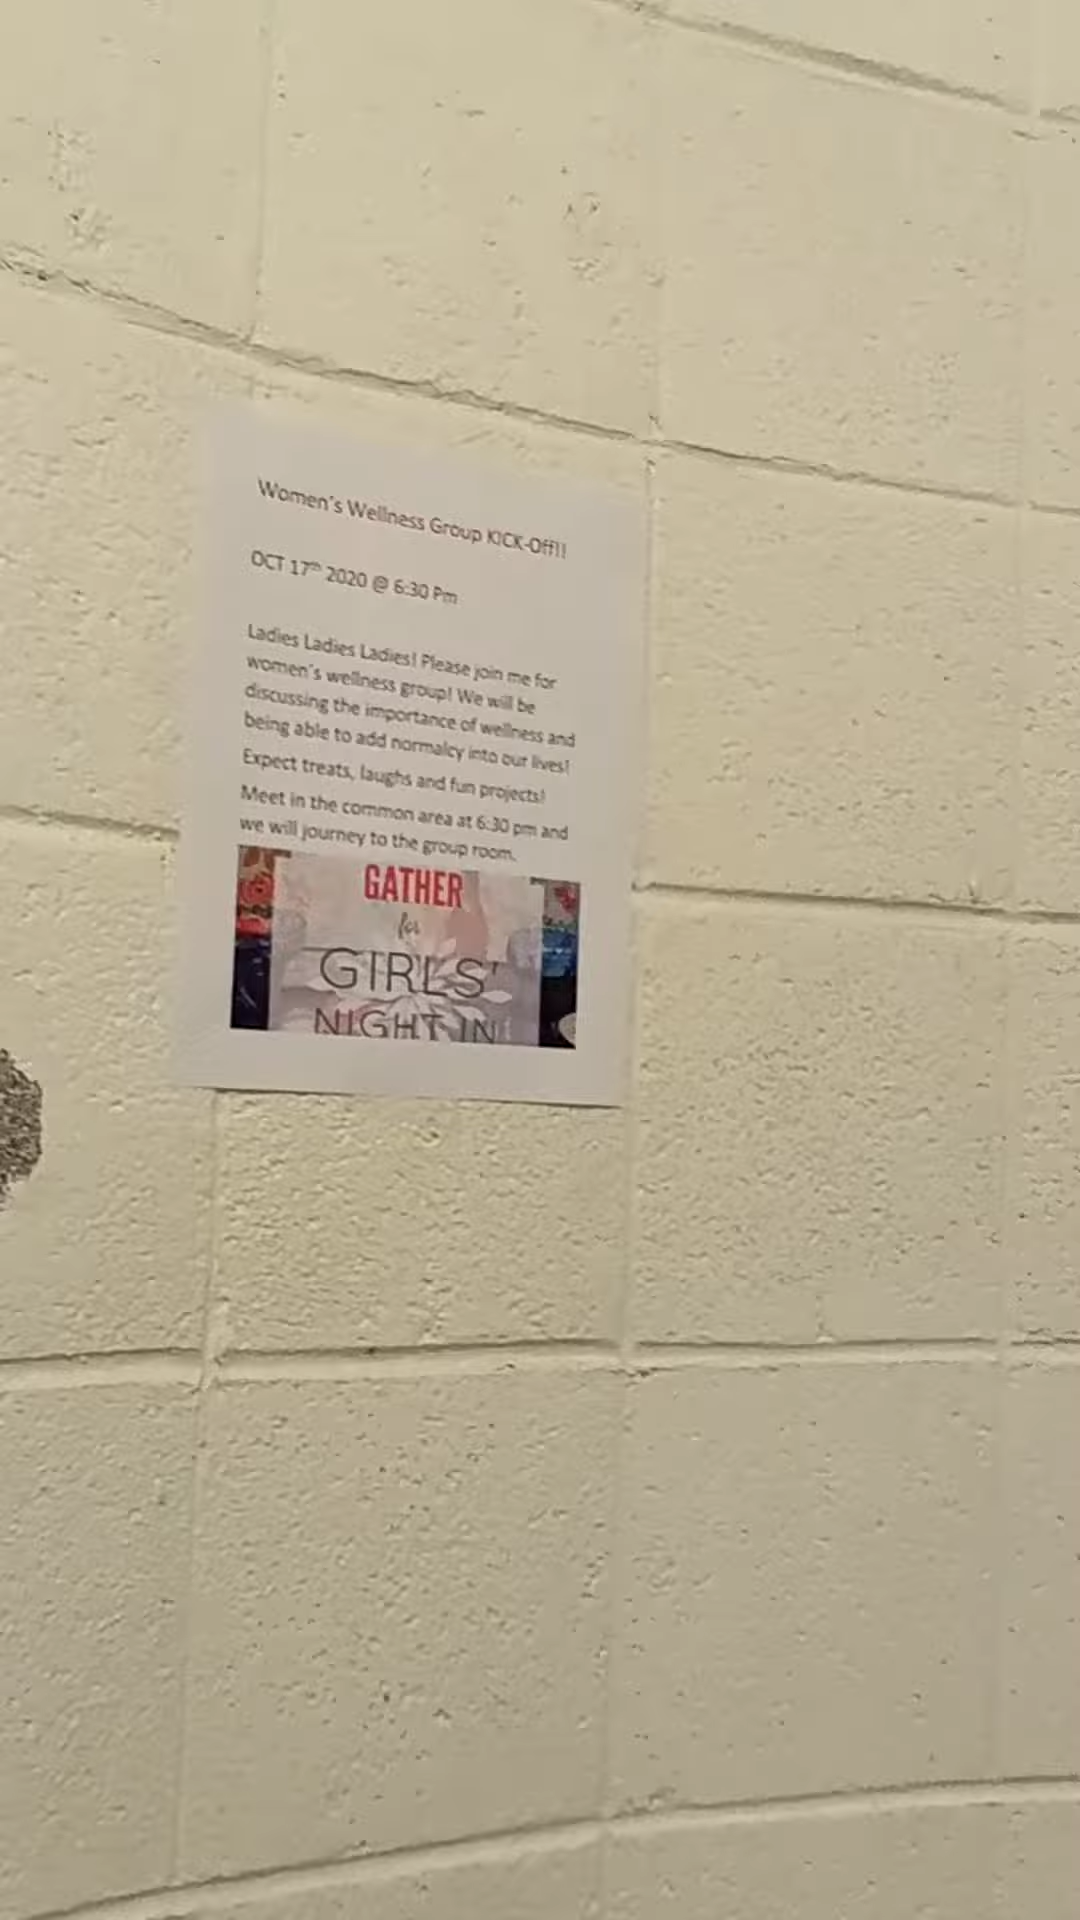 Women's Wellness Group KICK-Off!!
OCT 17th 2020 @ 6:30 Pm
Ladies Ladies Ladies! Please join me for
women's wellness group! We will be
discussing the importance of wellness and
being able to add normalcy into our lives!
Expect treats, laughs and fun projects!
Meet in the common area at 6:30 pm and
we will journey to the group room.
GATHER
for
GIRLS'
NIGHT IN